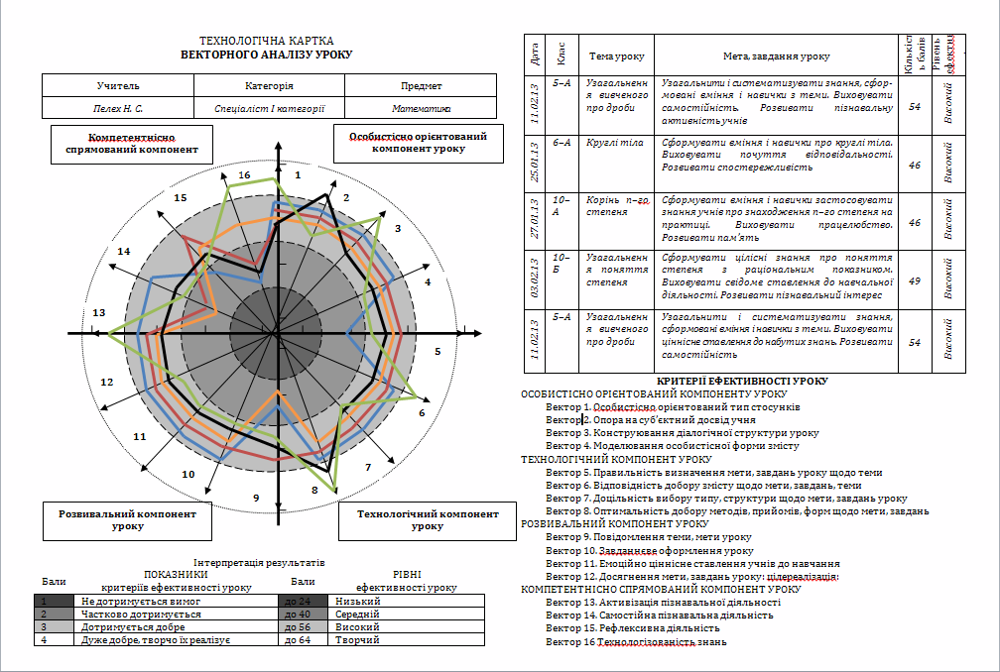 ТЕХНОЛОГІЧНА КАРТКА
ВЕКТОРНОГО АНАЛІЗУ УРОКУ
Учитель
Категорія
Предмет
Пелех Н. С.
Спеціаліст І категорії
Математика
Компетентнісно
спрямований компонент
Особистісно орієнтований
компонент уроку
1
2
3
4
5
6
7
8
9
10
11
12
13
14
15
16
Розвивальний компонент
уроку
Технологічний компонент
уроку
Інтерпретація результатів
Бали
ПОКАЗНИКИ
критеріїв ефективності уроку
Бали
РІВНІ
ефективності уроку
1 Не дотримується вимог до 24 Низький
2 Частково дотримується до 40 Середній
3 Дотримується добре до 56 Високий
4 Дуже добре, творчо їх реалізує до 64 Творчий
Дата
Клас
Тема уроку
Мета, завдання уроку
Кількіст
ь балів
Рівень
11.02.13
5–А
Узагальненн
я вивченого
про дроби
Узагальнити і систематизувати знання, сфор-
мовані вміння і навички з теми. Виховувати
самостійність. Розвивати пізнавальну
активність учнів
54
Високий
25.01.13
6–А
Круглі тіла
Сформувати вміння і навички про круглі тіла.
Виховувати почуття відповідальності.
Розвивати спостережливість
46
Високий
27.01.13
10–
А
Корінь п–го
степеня
Сформувати вміння і навички застосовувати
знання учнів про знаходження п–го степеня на
практиці. Виховувати працелюбство.
Розвивати пам'ять
46
Високий
03.02.13
10–
Б
Узагальненн
я поняття
степеня
Сформувати цілісні знання про поняття
степеня з раціональним показником.
Виховувати свідоме ставлення до навчальної
діяльності. Розвивати пізнавальний інтерес
49
Високий
11.02.13
5–А
Узагальненн
я вивченого
про дроби
Узагальнити і систематизувати знання,
сформовані вміння і навички з теми. Виховувати
ціннісне ставлення до набутих знань. Розвивати
самостійність
54
Високий
КРИТЕРІЇ ЕФЕКТИВНОСТІ УРОКУ
ОСОБИСТІСНО ОРІЄНТОВАНИЙ КОМПОНЕНТУ УРОКУ
Вектор 1. Особистісно орієнтований тип стосунків
Вектор 2. Опора на суб'єктний досвід учня
Вектор 3. Конструювання діалогічної структури уроку
Вектор 4. Моделювання особистісної форми змісту
ТЕХНОЛОГІЧНИЙ КОМПОНЕНТ УРОКУ
Вектор 5. Правильність визначення мети, завдань уроку щодо теми
Вектор 6. Відповідність добору змісту щодо мети, завдань, теми
Вектор 7. Доцільність вибору типу, структури щодо мети, завдань уроку
Вектор 8. Оптимальність добору методів, прийомів, форм щодо мети, завдань
РОЗВИВАЛЬНИЙ КОМПОНЕНТ УРОКУ
Вектор 9. Повідомлення теми, мети уроку
Вектор 10. Завданнєве оформлення уроку
Вектор 11. Емоційно ціннісне ставлення учнів до навчання
Вектор 12. Досягнення мети, завдань уроку: цілереалізація:
КОМПЕТЕНТНІСНО СПРЯМОВАНИЙ КОМПОНЕНТ УРОКУ
Вектор 13. Активізація пізнавальної діяльності
Вектор 14. Самостійна пізнавальна діяльність
Вектор 15. Рефлексивна діяльність
Вектор 16 Технологізованість знань